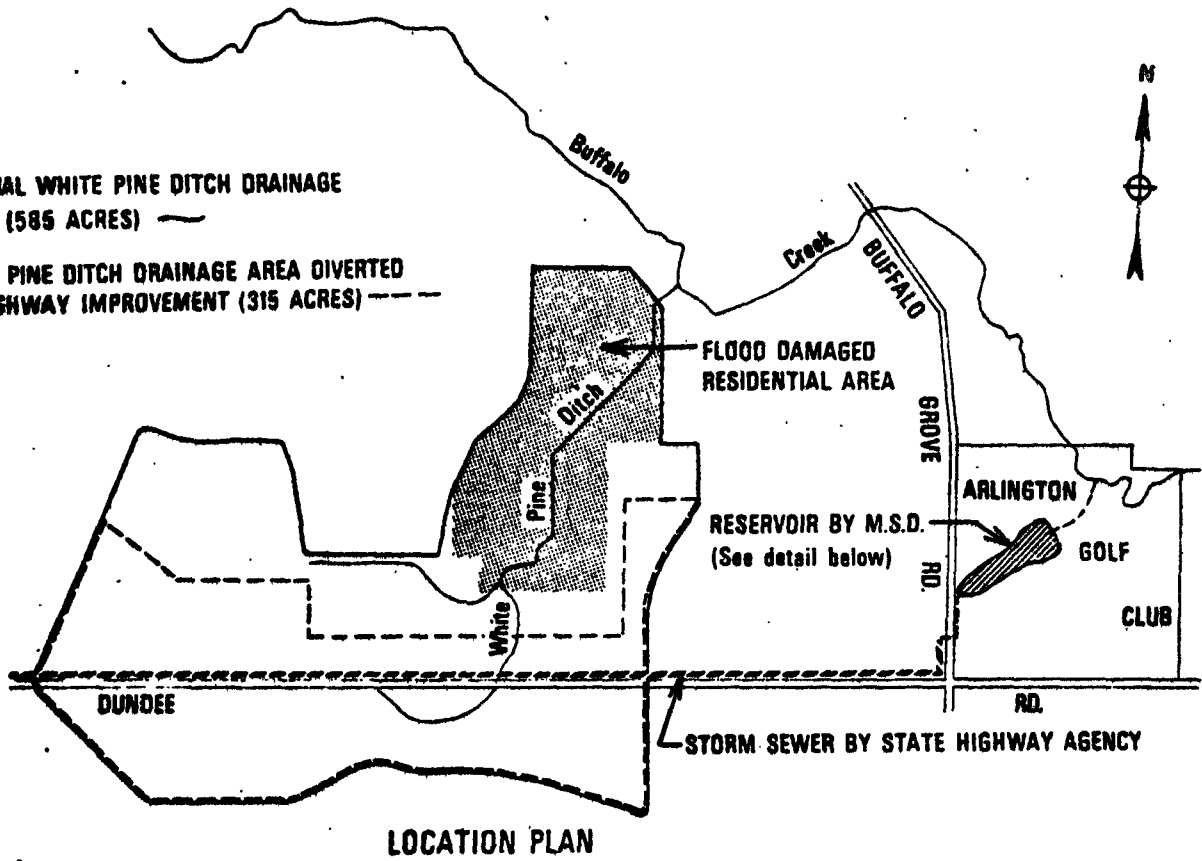 N
Buffalo
WHITE PINE DITCH DRAINAGE
(585 ACRES)
Creek
BUFFALO
PINE DITCH DRAINAGE AREA DIVERTED
IMPROVEMENT (315 ACRES)
FLOOD DAMAGED
RESIDENTIAL AREA
Ditch
GROVE
Pine
ARLINGTON
RESERVOIR BY M.S.D.
(See detail below)
GOLF
RD.
White
CLUB
DUNDEE
RD.
STORM SEWER BY STATE HIGHWAY AGENCY
LOCATION PLAN